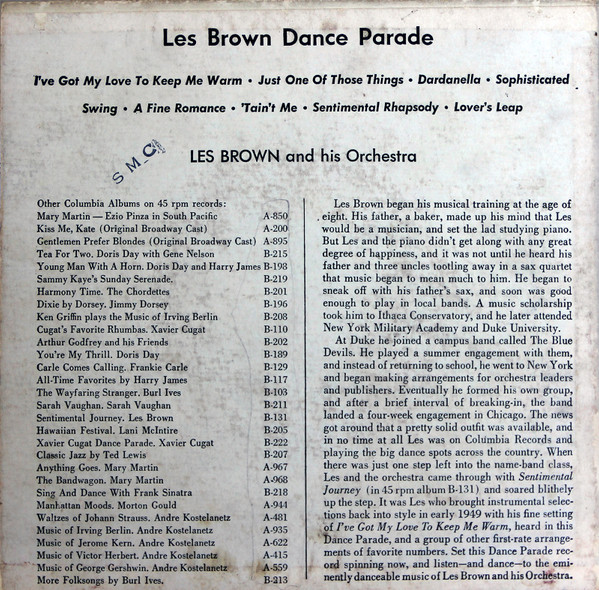 Les Brown Dance Parade
I've Got My Love To Keep Me Warm • Just One Of Those Things • Dardanella • Sophisticated
Swing • A Fine Romance • 'Tain't Me • Sentimental Rhapsody • Lover's Leap
LES BROWN and his Orchestra
S M C
Other Columbia Albums on 45 rpm records:
Mary Martin — Ezio Pinza in South Pacific A-850
Kiss Me, Kate (Original Broadway Cast) A-200
Gentlemen Prefer Blondes (Original Broadway Cast) A-895
Tea For Two. Doris Day with Gene Nelson B-215
Young Man With A Horn. Doris Day and Harry James B-198
Sammy Kaye's Sunday Serenade. B-219
Harmony Time. The Chordettes B-201
Dixie by Dorsey. Jimmy Dorsey B-196
Ken Griffin plays the Music of Irving Berlin B-208
Cugat's Favorite Rhumbas. Xavier Cugat B-110
Arthur Godfrey and his Friends B-202
You're My Thrill. Doris Day B-189
Carle Comes Calling. Frankie Carle B-129
All-Time Favorites by Harry James B-117
The Wayfaring Stranger. Burl Ives B-103
Sarah Vaughan. Sarah Vaughan B-211
Sentimental Journey. Les Brown B-131
Hawaiian Festival, Lani McIntire B-205
Xavier Cugat Dance Parade. Xavier Cugat B-222
Classic Jazz by Ted Lewis B-207
Anything Goes. Mary Martin A-967
The Bandwagon. Mary Martin A-968
Sing And Dance With Frank Sinatra B-218
Manhattan Moods. Morton Gould A-944
Waltzes of Johann Strauss. Andre Kostelanetz A-481
Music of Irving Berlin. Andre Kostelanetz A-935
Music of Jerome Kern. Andre Kostelanetz A-622
Music of Victor Herbert. Andre Kostelanetz A-415
Music of George Gershwin. Andre Kostelanetz A-559
More Folksongs by Burl Ives. B-213
Les Brown began his musical training at the age of
eight. His father, a baker, made up his mind that Les
would be a musician, and set the lad studying piano.
But Les and the piano didn't get along with any great
degree of happiness, and it was not until he heard his
father and three uncles tootling away in a sax quartet
that music began to mean much to him. He began to
sneak off with his father's sax, and soon was good
enough to play in local bands. A music scholarship
took him to Ithaca Conservatory, and he later attended
New York Military Academy and Duke University.
At Duke he joined a campus band called The Blue
Devils. He played a summer engagement with them,
and instead of returning to school, he went to New York
and began making arrangements for orchestra leaders
and publishers. Eventually he formed his own group,
and after a brief interval of breaking-in, the band
landed a four-week engagement in Chicago. The news
got around that a pretty solid outfit was available, and
in no time at all Les was on Columbia Records and
playing the big dance spots across the country. When
there was just one step left into the name-band class,
Les and the orchestra came through with Sentimental
Journey (in 45 rpm album B-131) and soared blithely
up the step. It was Les who brought instrumental selec-
tions back into style in early 1949 with his fine setting
of I've Got My Love To Keep Me Warm, heard in this
Dance Parade, and a group of other first-rate arrange-
ments of favorite numbers. Set this Dance Parade rec-
ord spinning now, and listen—and dance—to the emi-
nently danceable music of Les Brown and his Orchestra.